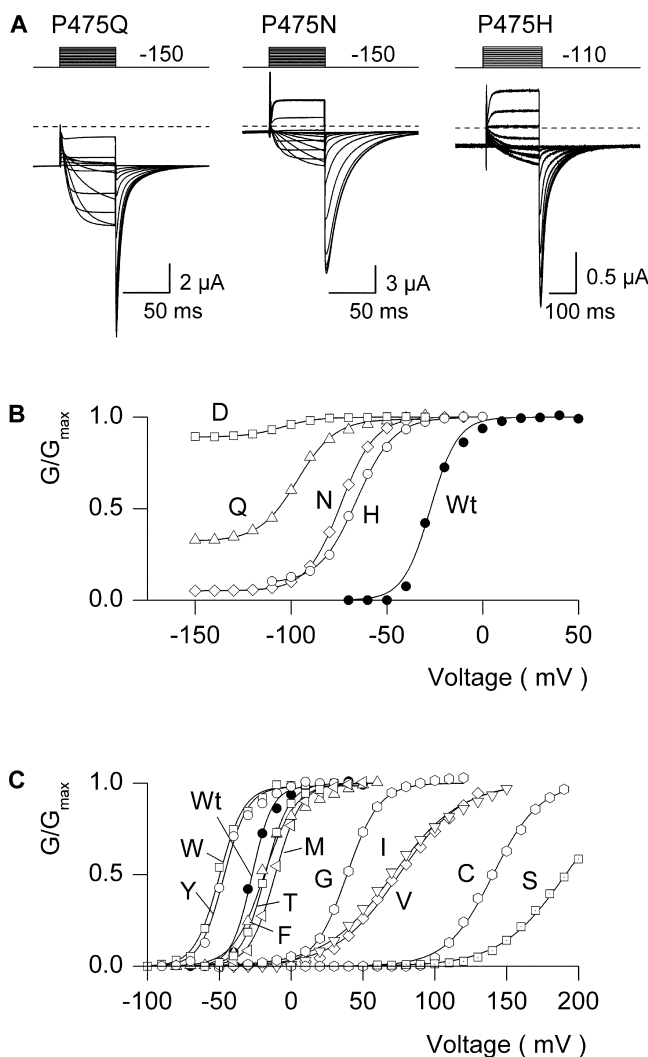 A
P475Q P475N P475H
-150 -150 -110
2 µA 3 µA 0.5 µA
50 ms 50 ms 100 ms
B
G/Gmax
1.0
0.5
0.0
D
Q
N
H
Wt
-150 -100 -50 0 50
Voltage ( mV )
C
G/Gmax
1.0
0.5
0.0
Wt
W
Y
M
T
F
G
I
V
C
S
-100 -50 0 50 100 150 200
Voltage ( mV )